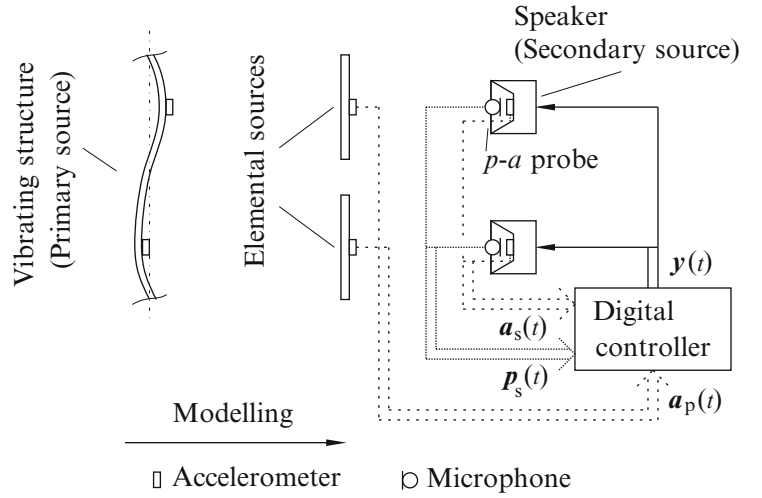 Speaker
(Secondary source)
Vibrating structure
(Primary source)
Elemental sources
p-a probe
y(t)
Digital
controller
a_s(t)
p_s(t)
a_p(t)
Modelling
Accelerometer
Microphone